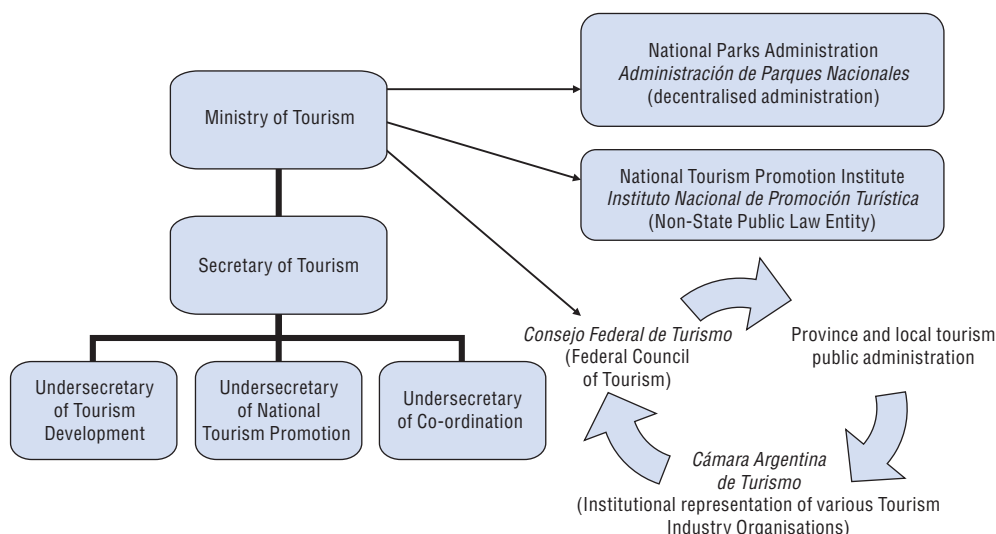 National Parks Administration
Administración de Parques Nacionales
(decentralised administration)
Ministry of Tourism
National Tourism Promotion Institute
Instituto Nacional de Promoción Turística
(Non-State Public Law Entity)
Secretary of Tourism
Consejo Federal de Turismo
(Federal Council
of Tourism)
Province and local tourism
public administration
Undersecretary
of Tourism
Development
Undersecretary
of National
Tourism Promotion
Undersecretary
of Co-ordination
Cámara Argentina
de Turismo
(Institutional representation of various Tourism
Industry Organisations)